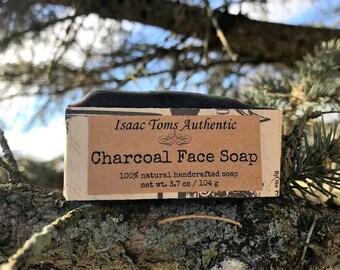 Isaac Toms Authentic
Charcoal Face Soap
100% natural handcrafted soap
net wt. 3.7 oz / 104 g